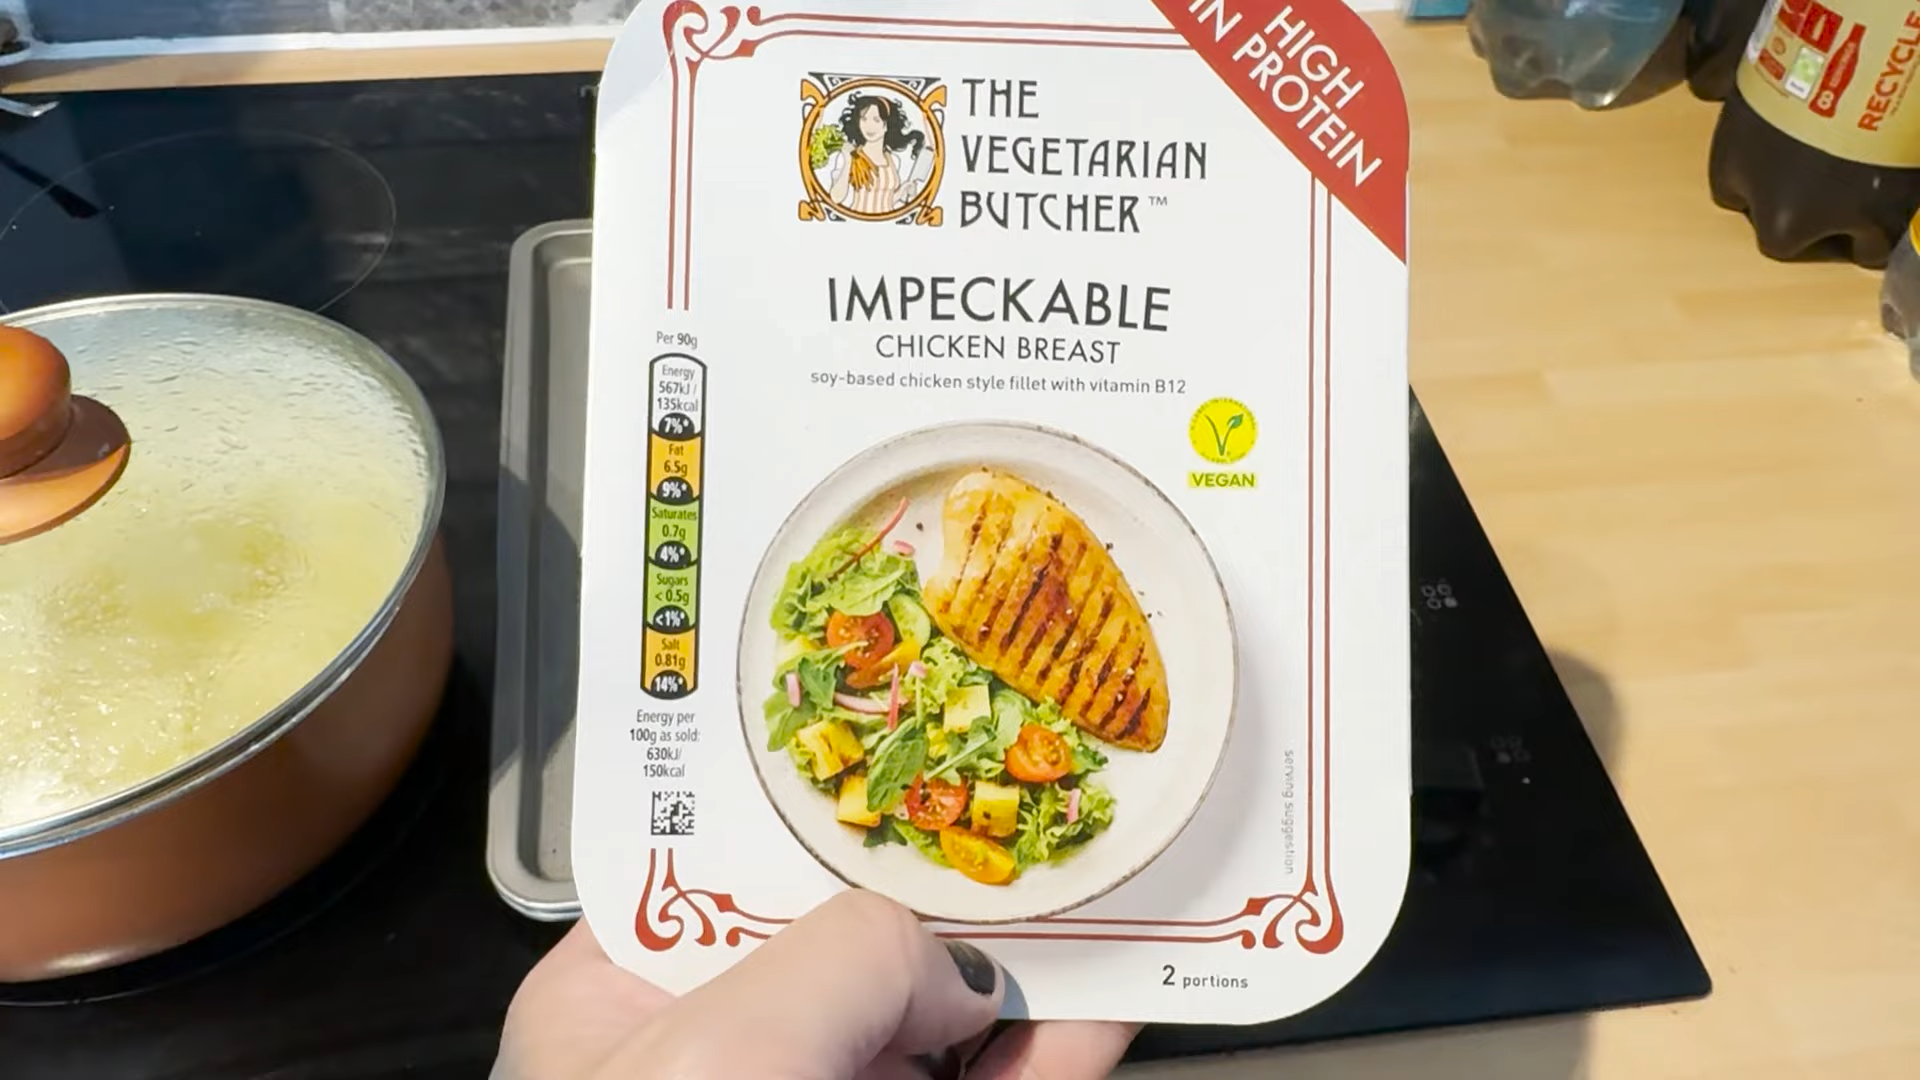 HIGH
IN PROTEIN
THE
VEGETARIAN
BUTCHER™
IMPECKABLE
CHICKEN BREAST
soy-based chicken style fillet with vitamin B12
VEGAN
Per 90g
Energy
567kJ/
135kcal
7%*
Fat
6.5g
9%*
Saturates
0.7g
4%*
Sugars
<0.5g
<1%*
Salt
0.81g
14%*
Energy per
100g as sold:
630kJ/
150kcal
serving suggestion
2 portions
RECYCLE